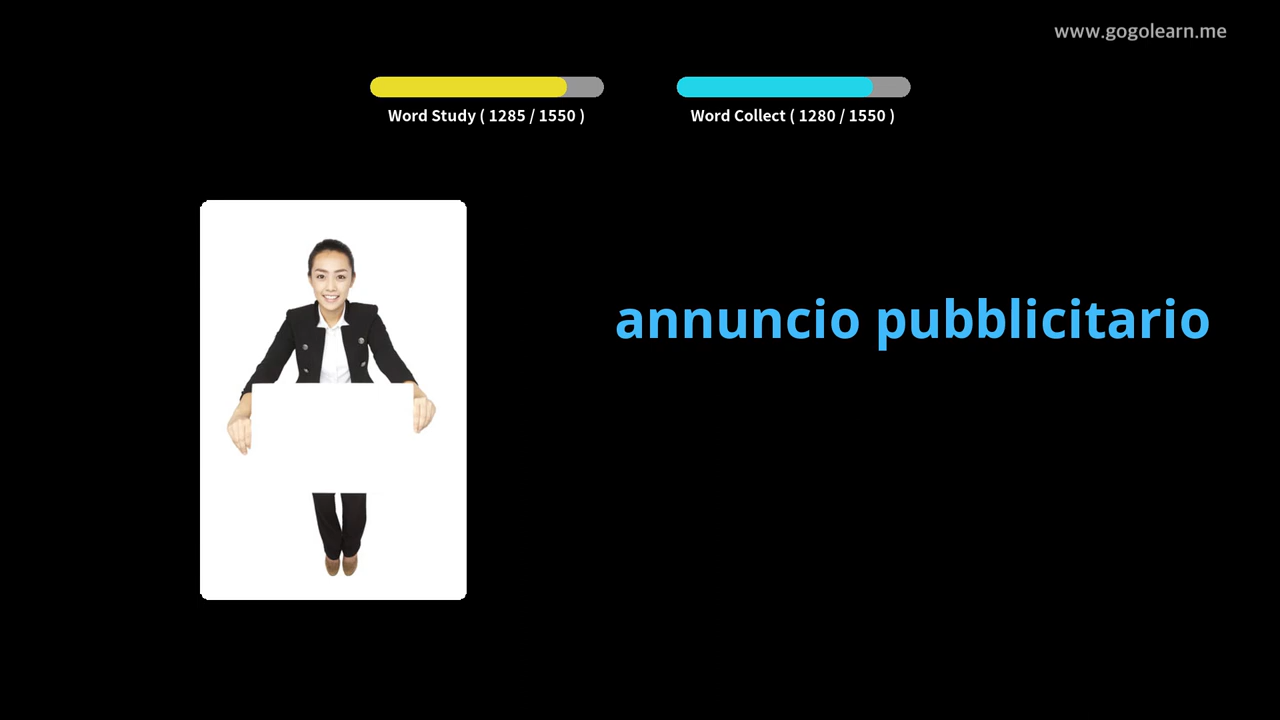 www.gogolearn.me
Word Study ( 1285 / 1550 )
Word Collect ( 1280 / 1550 )
annuncio pubblicitario